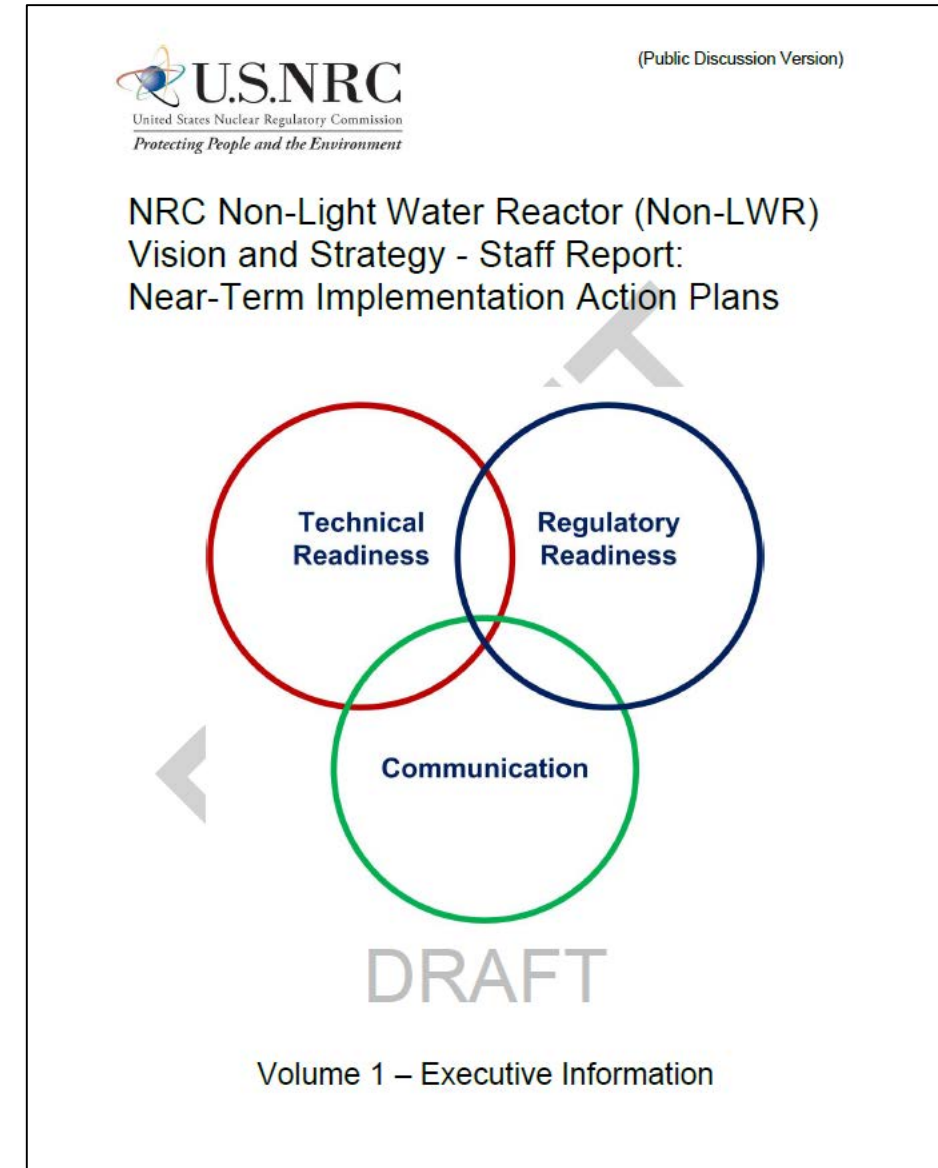 (Public Discussion Version)
U.S.NRC
United States Nuclear Regulatory Commission
Protecting People and the Environment
NRC Non-Light Water Reactor (Non-LWR)
Vision and Strategy - Staff Report:
Near-Term Implementation Action Plans
Technical
Readiness
Regulatory
Readiness
Communication
DRAFT
Volume 1 – Executive Information